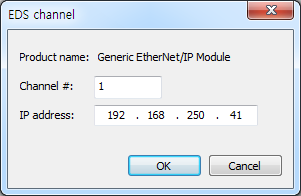 EDS channel
Product name: Generic EtherNet/IP Module
Channel #: 1
IP address: 192 . 168 . 250 . 41
OK Cancel